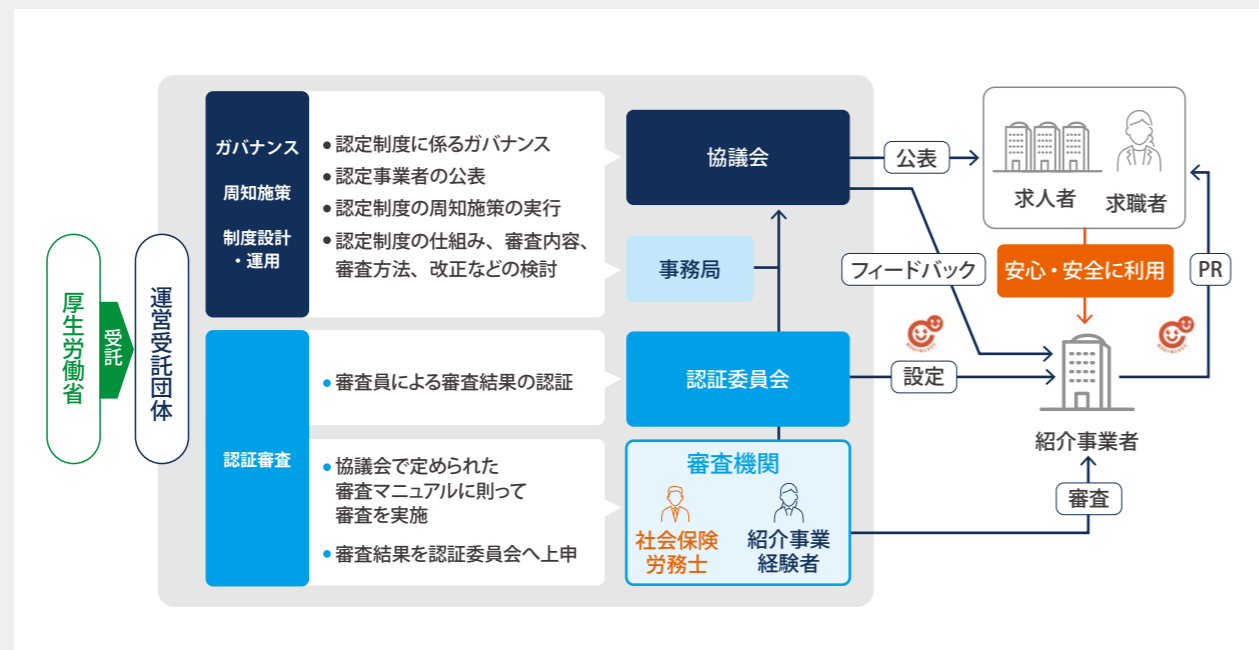 厚生労働省
受託
運営受託団体
ガバナンス
周知施策
制度設計
・運用
• 認定制度に係るガバナンス
• 認定事業者の公表
• 認定制度の周知施策の実行
• 認定制度の仕組み、審査内容、
審査方法、改正などの検討
認証審査
• 審査員による審査結果の認証
• 協議会で定められた
審査マニュアルに則って
審査を実施
• 審査結果を認証委員会へ上申
協議会
事務局
認証委員会
審査機関
社会保険
労務士
紹介事業
経験者
公表
フィードバック
設定
審査
求人者
求職者
安心・安全に利用
PR
紹介事業者